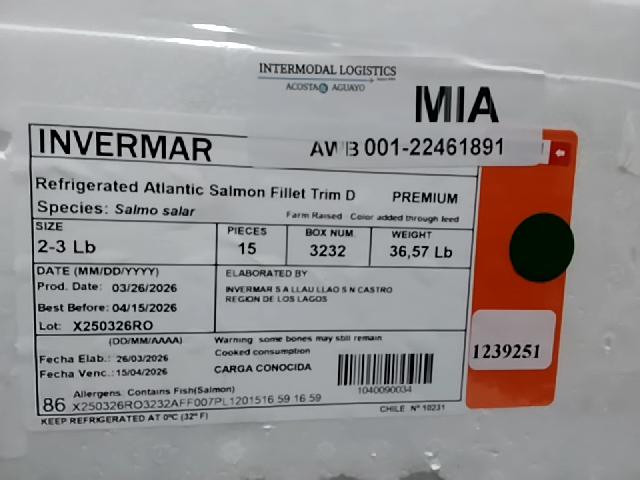 INTERMODAL LOGISTICS
ACOSTA & AGUAYO
MIA
AWB 001-22461891
INVERMAR
Refrigerated Atlantic Salmon Fillet Trim D PREMIUM
Species: Salmo salar Farm Raised Color added through feed
SIZE PIECES BOX NUM. WEIGHT
2-3 Lb 15 3232 36,57 Lb
DATE (MM/DD/YYYY) ELABORATED BY
Prod. Date: 03/26/2026 INVERMAR S A LLAU LLAO S N CASTRO
REGION DE LOS LAGOS
Best Before: 04/15/2026
Lot: X250326RO
(DD/MM/AAAA) Warning some bones may still remain
Cooked consumption
Fecha Elab.: 26/03/2026
Fecha Venc.: 15/04/2026 CARGA CONOCIDA
1040090034
1239251
Allergens: Contains Fish(Salmon)
86 X250326RO3232AFF007PL1201516 59 16 59
CHILE N° 10231
KEEP REFRIGERATED AT 0ºC (32º F)